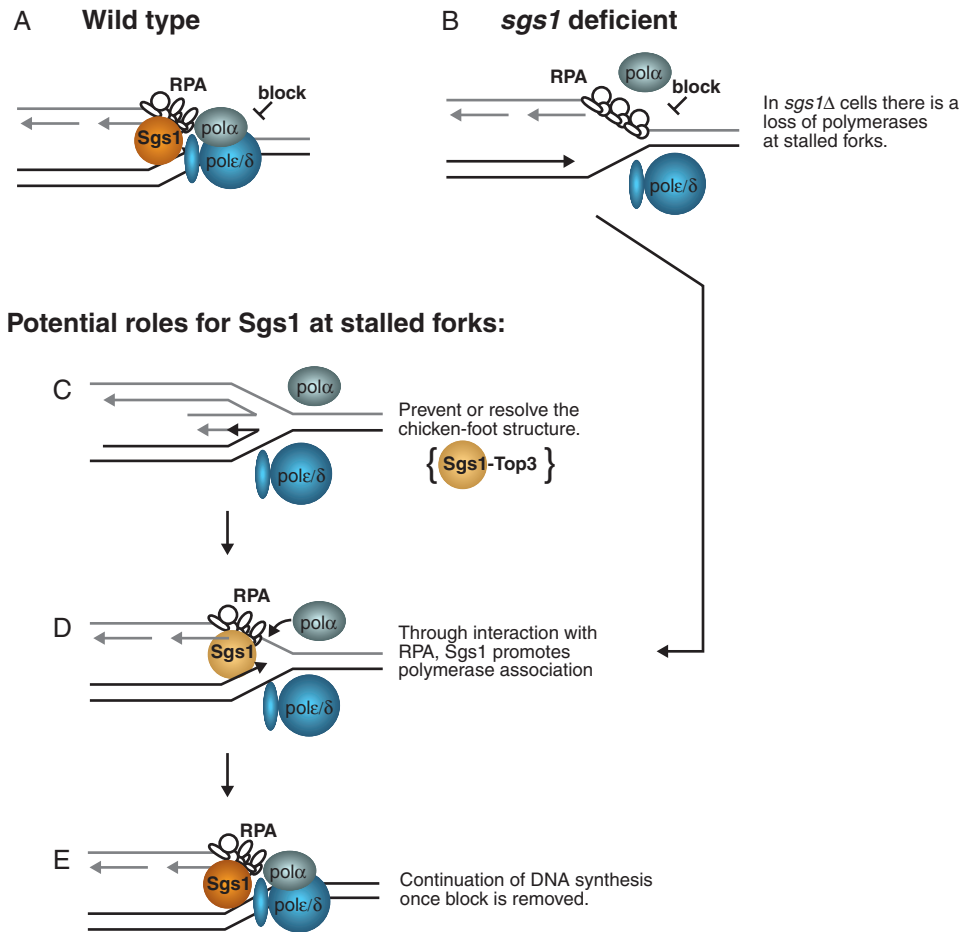 A Wild type
B sgs1 deficient
RPA
block
Sgs1
polα
polε/δ
RPA
polα
block
polε/δ
In sgs1Δ cells there is a
loss of polymerases
at stalled forks.
Potential roles for Sgs1 at stalled forks:
C
polα
polε/δ
Prevent or resolve the
chicken-foot structure.
{ Sgs1-Top3 }
D
RPA
polα
Sgs1
polε/δ
Through interaction with
RPA, Sgs1 promotes
polymerase association
E
RPA
polα
Sgs1
polε/δ
Continuation of DNA synthesis
once block is removed.